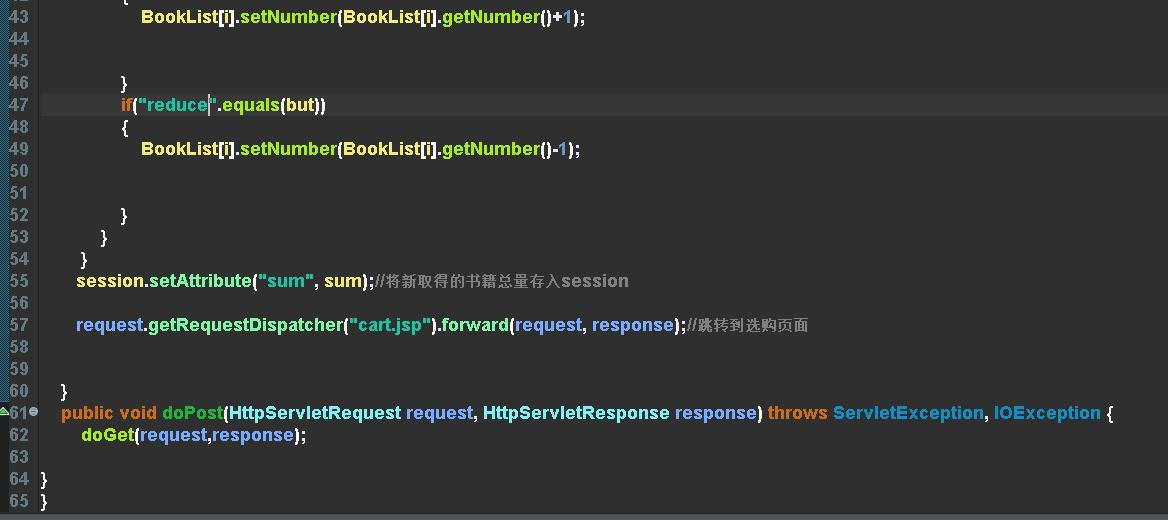 43 BookList[i].setNumber(BookList[i].getNumber()+1);
44
45
46 }
47 if("reduce".equals(but))
48 {
49 BookList[i].setNumber(BookList[i].getNumber()-1);
50
51
52 }
53 }
54 }
55 session.setAttribute("sum", sum);//将新取得的书籍总量存入session
56
57 request.getRequestDispatcher("cart.jsp").forward(request, response);//跳转到选购页面
58
59
60 }
61 public void doPost(HttpServletRequest request, HttpServletResponse response) throws ServletException, IOException {
62 doGet(request,response);
63
64 }
65 }